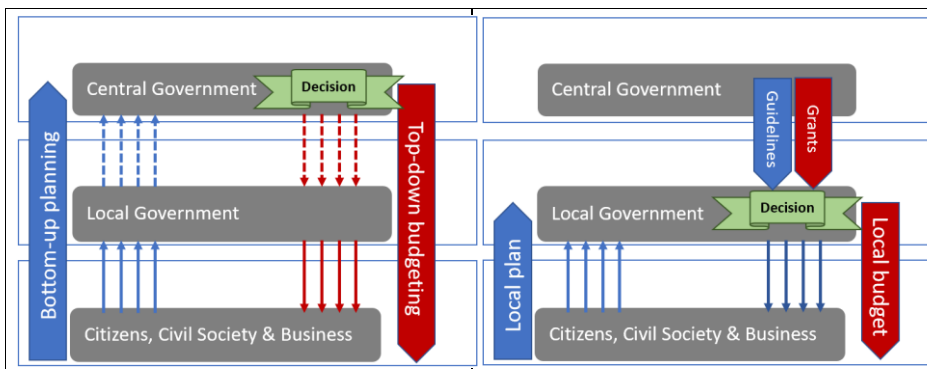 Central Government
Decision
Bottom-up planning
Top-down budgeting
Local Government
Citizens, Civil Society & Business
Central Government
Guidelines
Grants
Local Government
Decision
Local plan
Local budget
Citizens, Civil Society & Business